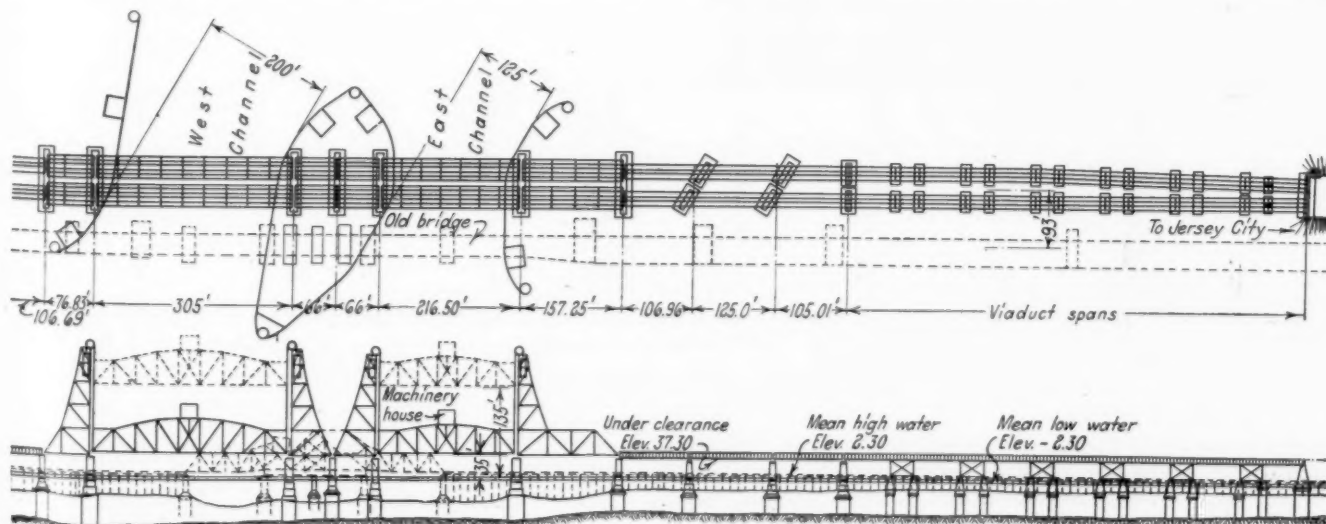 200'
West
Channel
125'
East
Channel
Old bridge
93'
To Jersey City
76.83'
305'
66'
66'
216.50'
157.25'
106.96
125.0'
105.01'
Viaduct spans
106.69'
Machinery
house
135'
35'
Under clearance
Elev. 37.30
Mean high water
Elev. 2.30
Mean low water
Elev. - 2.30